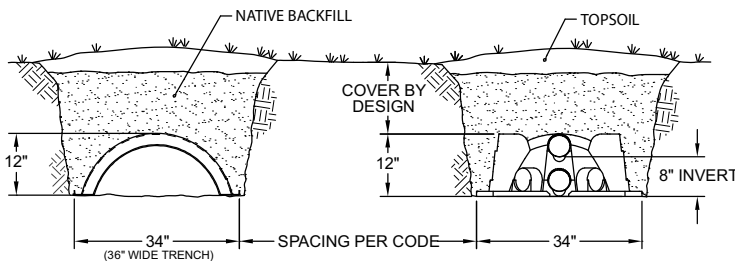 NATIVE BACKFILL
TOPSOIL
COVER BY
DESIGN
12"
12"
8" INVERT
34"
(36" WIDE TRENCH)
SPACING PER CODE
34"